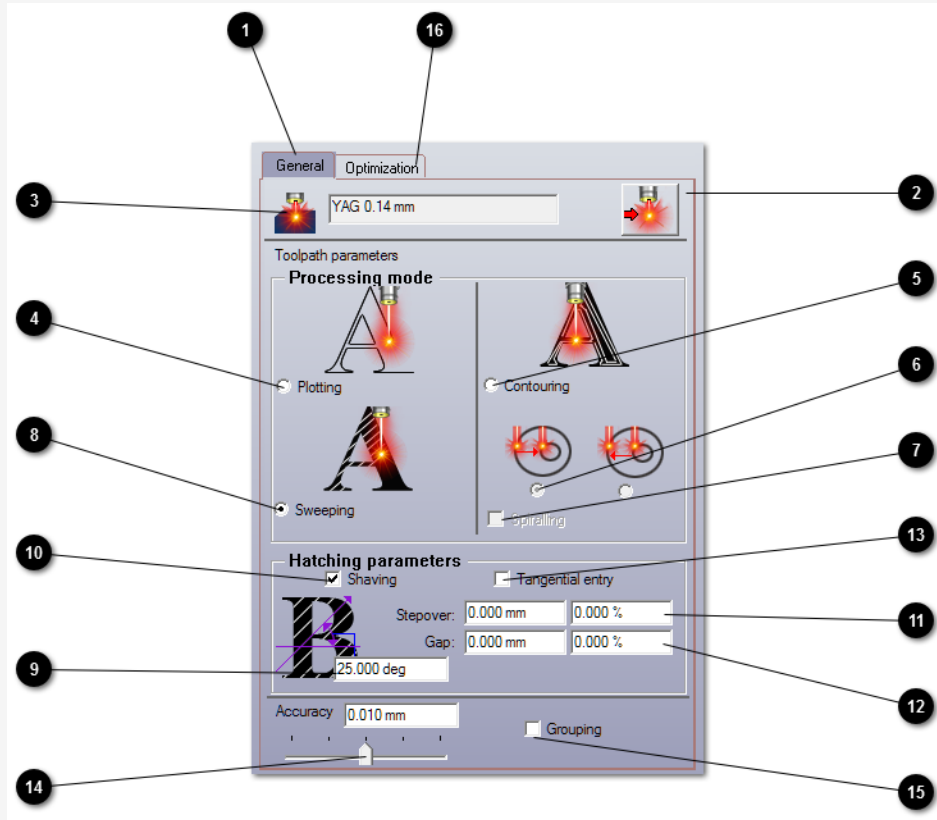 1
16
General
Optimization
3
YAG 0.14 mm
2
Toolpath parameters
Processing mode
5
4
Plotting
Contouring
6
8
7
Sweeping
Spiralling
13
Hatching parameters
10
Shaving
Tangential entry
Stepover: 0.000 mm 0.000 %
11
Gap: 0.000 mm 0.000 %
9
25.000 deg
12
Accuracy 0.010 mm
Grouping
14
15